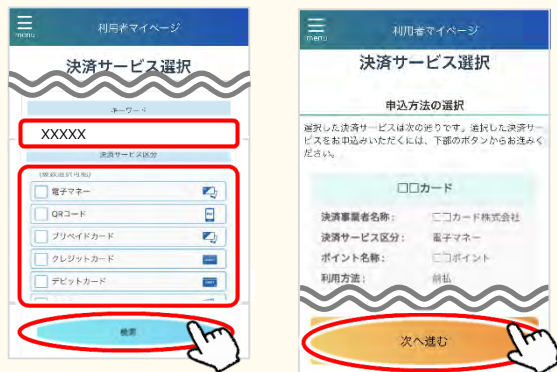 menu
利用者マイページ
決済サービス選択
キーワード
XXXXX
決済サービス区分
(複数選択可能)
電子マネー
QRコード
プリペイドカード
クレジットカード
デビットカード
検索
menu
利用者マイページ
決済サービス選択
申込方法の選択
選択した決済サービスは次の通りです。選択した決済サー
ビスをお申込みいただくには、下部のボタンからお進みく
ださい。
□□カード
決済事業者名称： □□カード株式会社
決済サービス区分： 電子マネー
ポイント名称： □□ポイント
利用方法： 前払
次へ進む